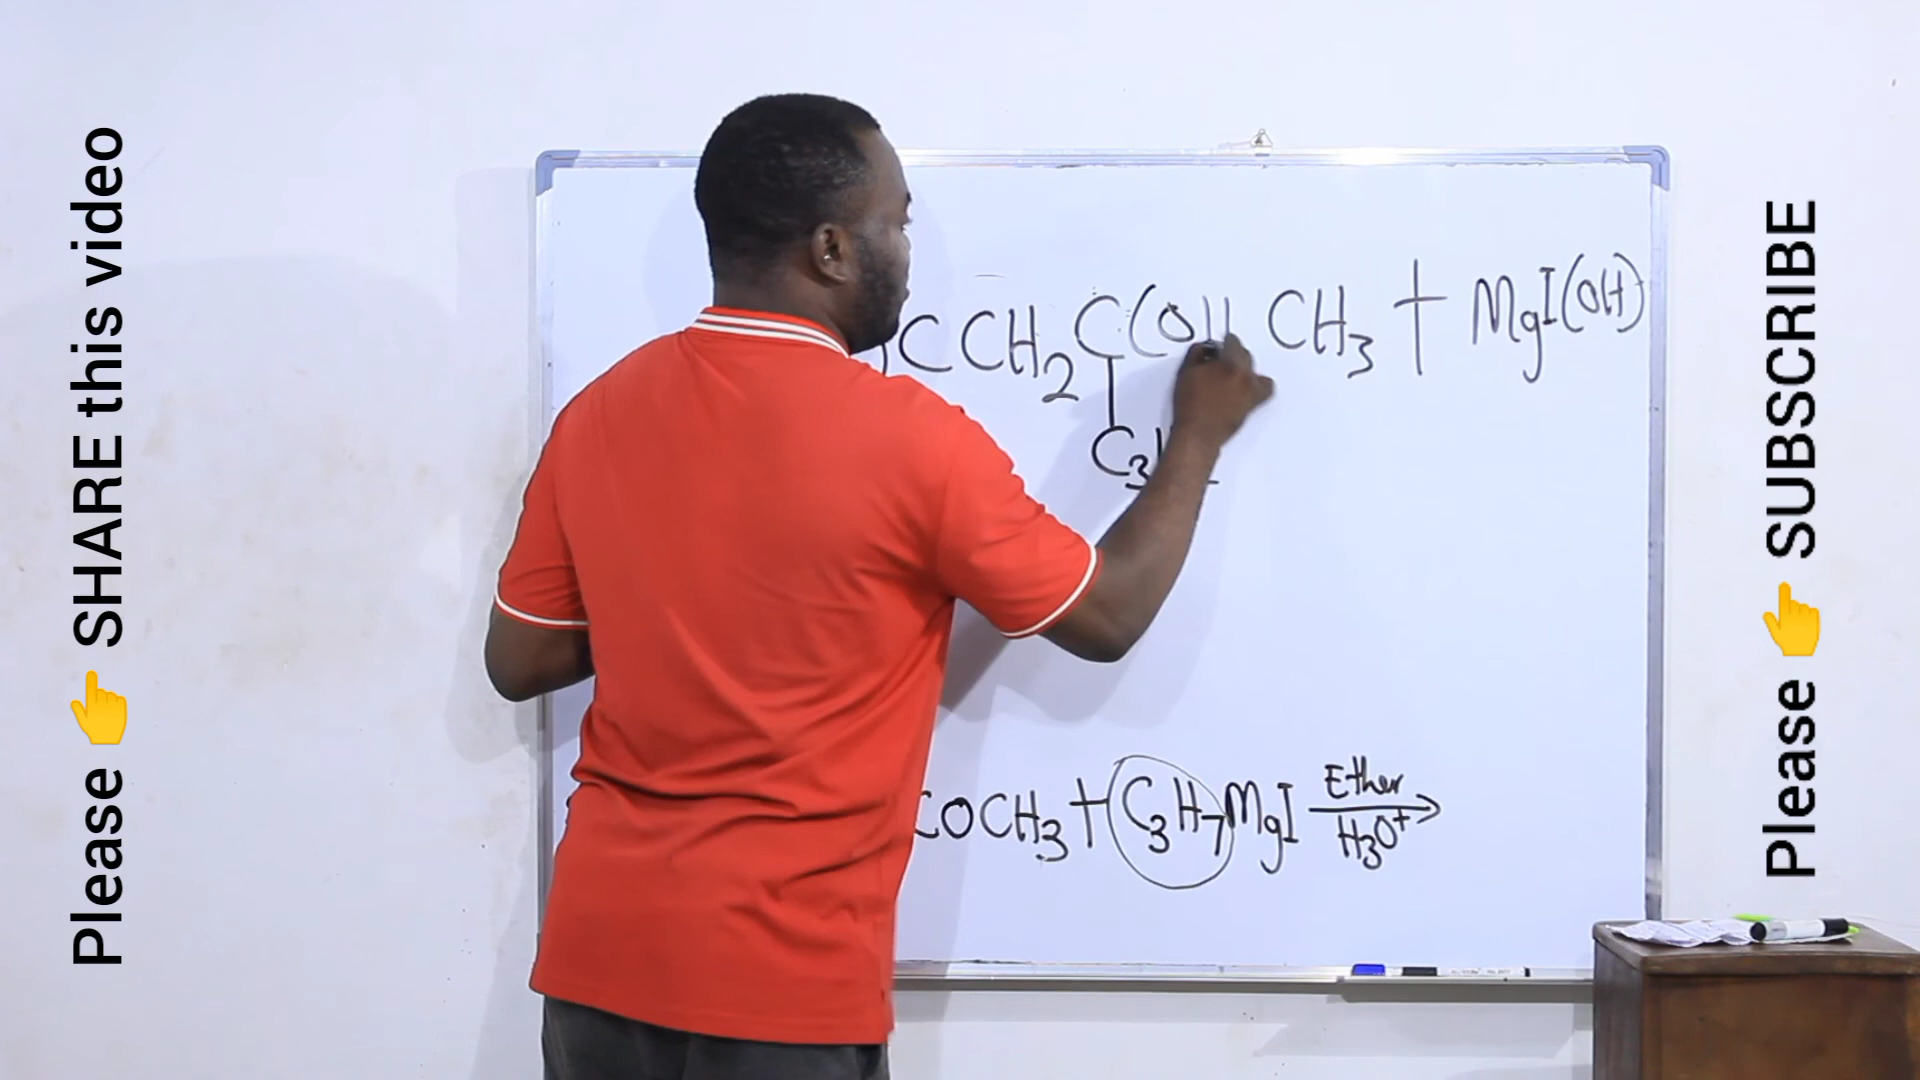 Please 👉 SHARE this video
)CCH₂C(OH CH₃ + MgI(OH)
C₃H
COCH₃ + C₃H₇MgI
Ether
H₃O⁺
Please 👉 SUBSCRIBE